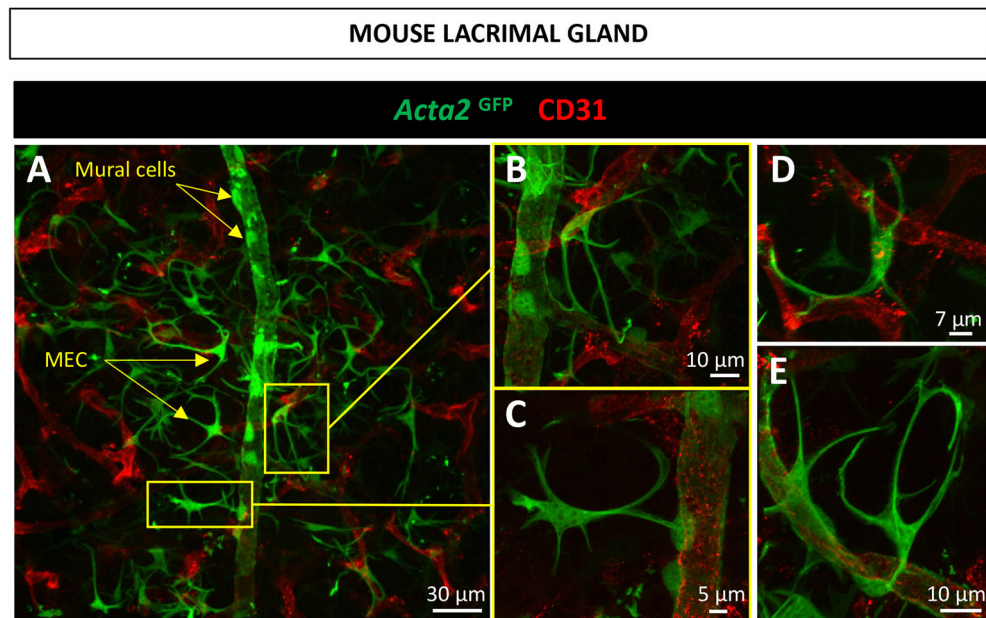 MOUSE LACRIMAL GLAND
Acta2 GFP CD31
A
Mural cells
MEC
30 µm
B
10 µm
C
5 µm
D
7 µm
E
10 µm